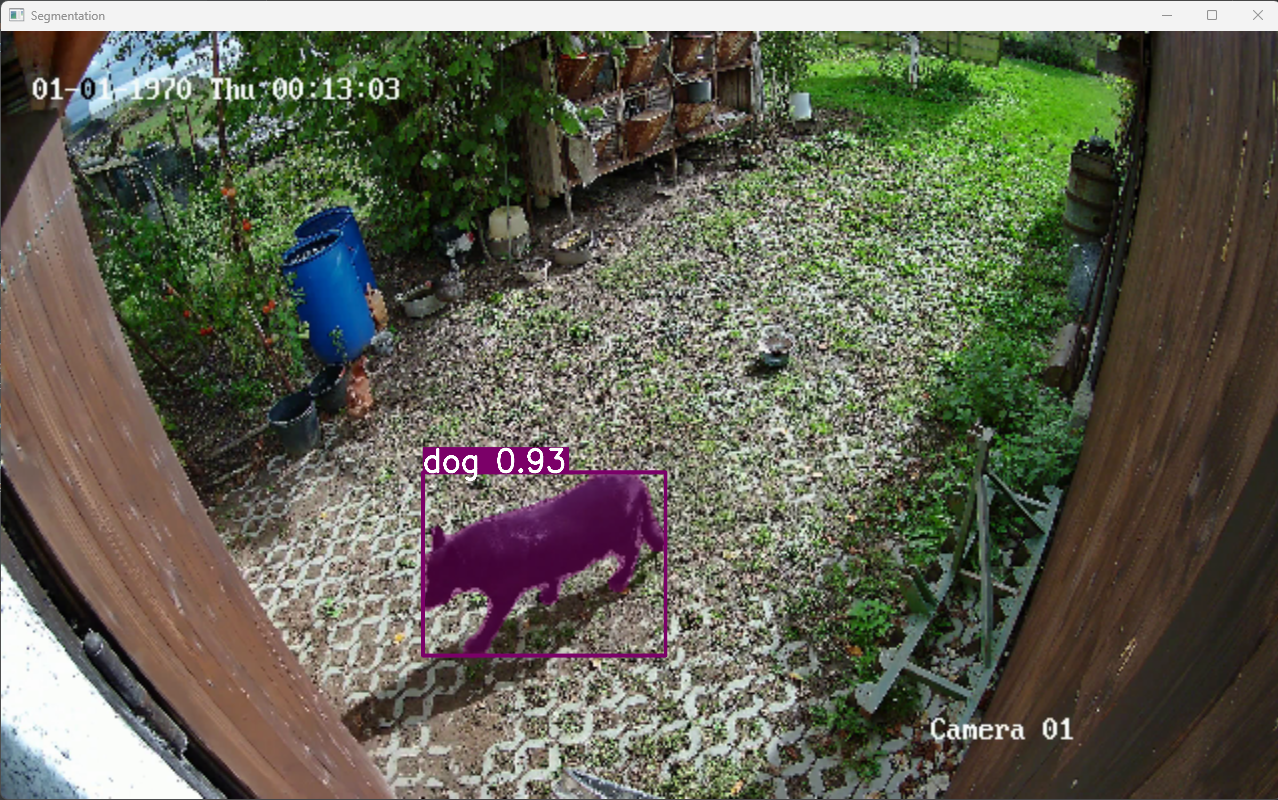 Segmentation
01-01-1970 Thu 00:13:03
dog 0.93
Camera 01